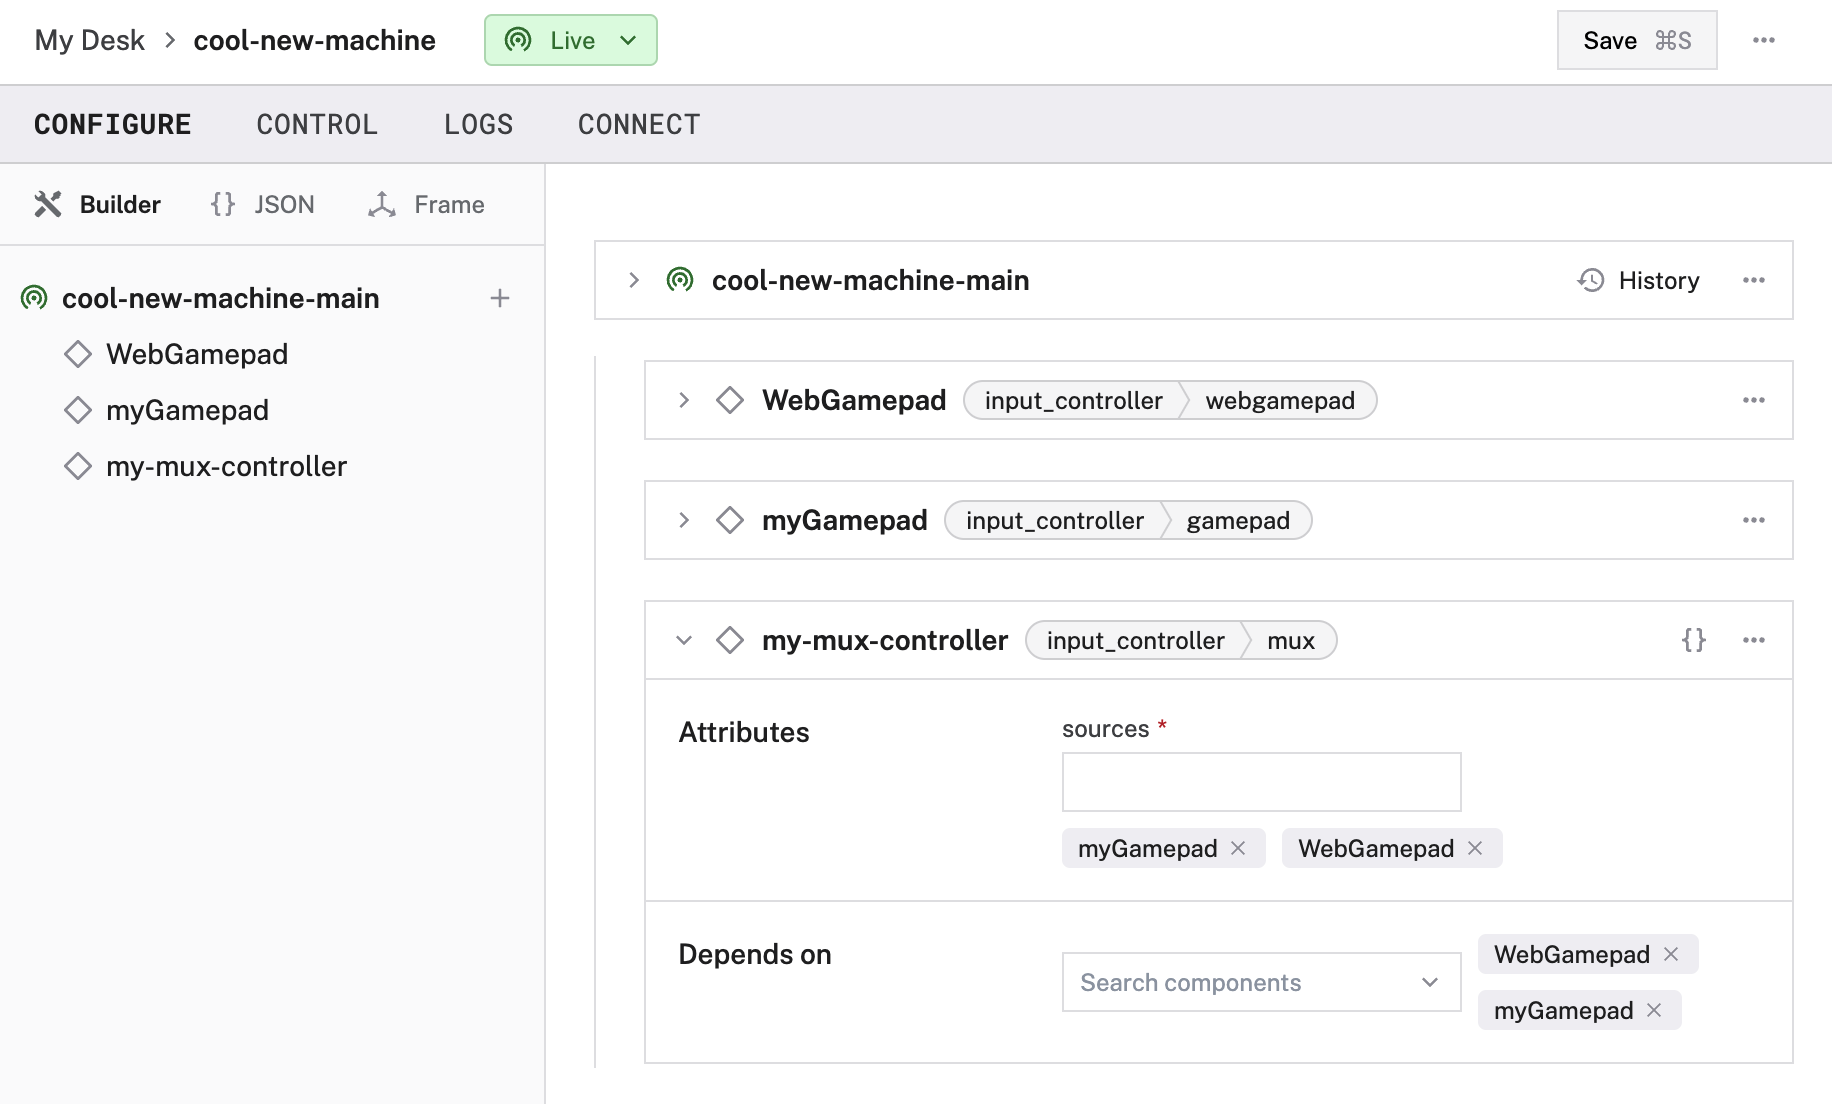 My Desk > cool-new-machine Live Save ⌘S
CONFIGURE CONTROL LOGS CONNECT
Builder {} JSON Frame
cool-new-machine-main
WebGamepad
myGamepad
my-mux-controller
cool-new-machine-main History
WebGamepad input_controller webgamepad
myGamepad input_controller gamepad
my-mux-controller input_controller mux {}
Attributes
sources *
myGamepad WebGamepad
Depends on
Search components
WebGamepad
myGamepad